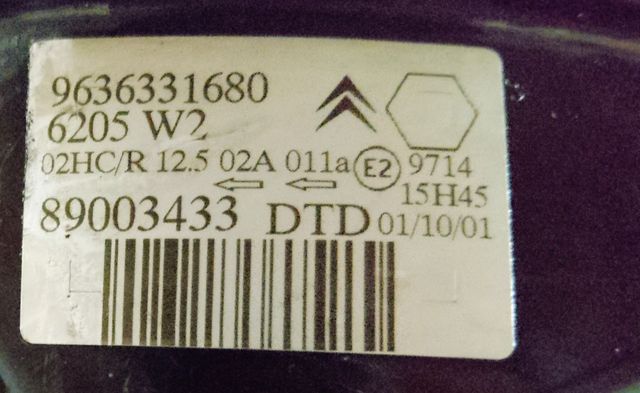 9636331680
6205 W2
02HC/R 12.5 02A 011a E2 9714
15H45
89003433 DTD 01/10/01